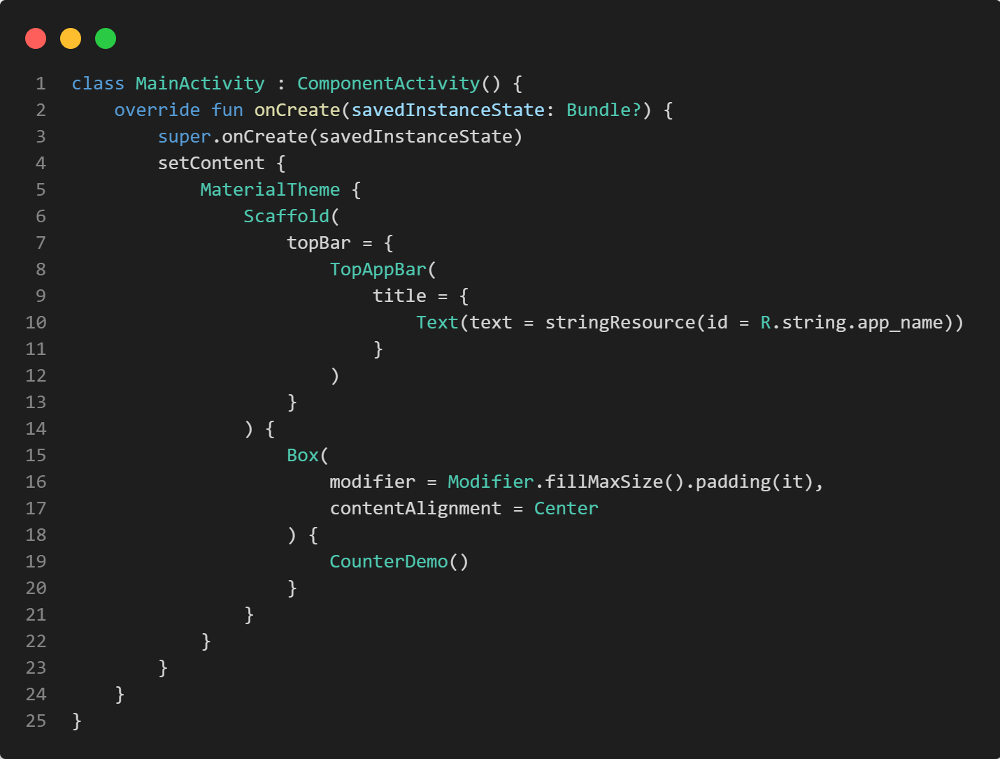 1 class MainActivity : ComponentActivity() {
2     override fun onCreate(savedInstanceState: Bundle?) {
3         super.onCreate(savedInstanceState)
4         setContent {
5             MaterialTheme {
6                 Scaffold(
7                     topBar = {
8                         TopAppBar(
9                             title = {
10                                 Text(text = stringResource(id = R.string.app_name))
11                             }
12                         )
13                     }
14                 ) {
15                     Box(
16                         modifier = Modifier.fillMaxSize().padding(it),
17                         contentAlignment = Center
18                     ) {
19                         CounterDemo()
20                     }
21                 }
22             }
23         }
24     }
25 }